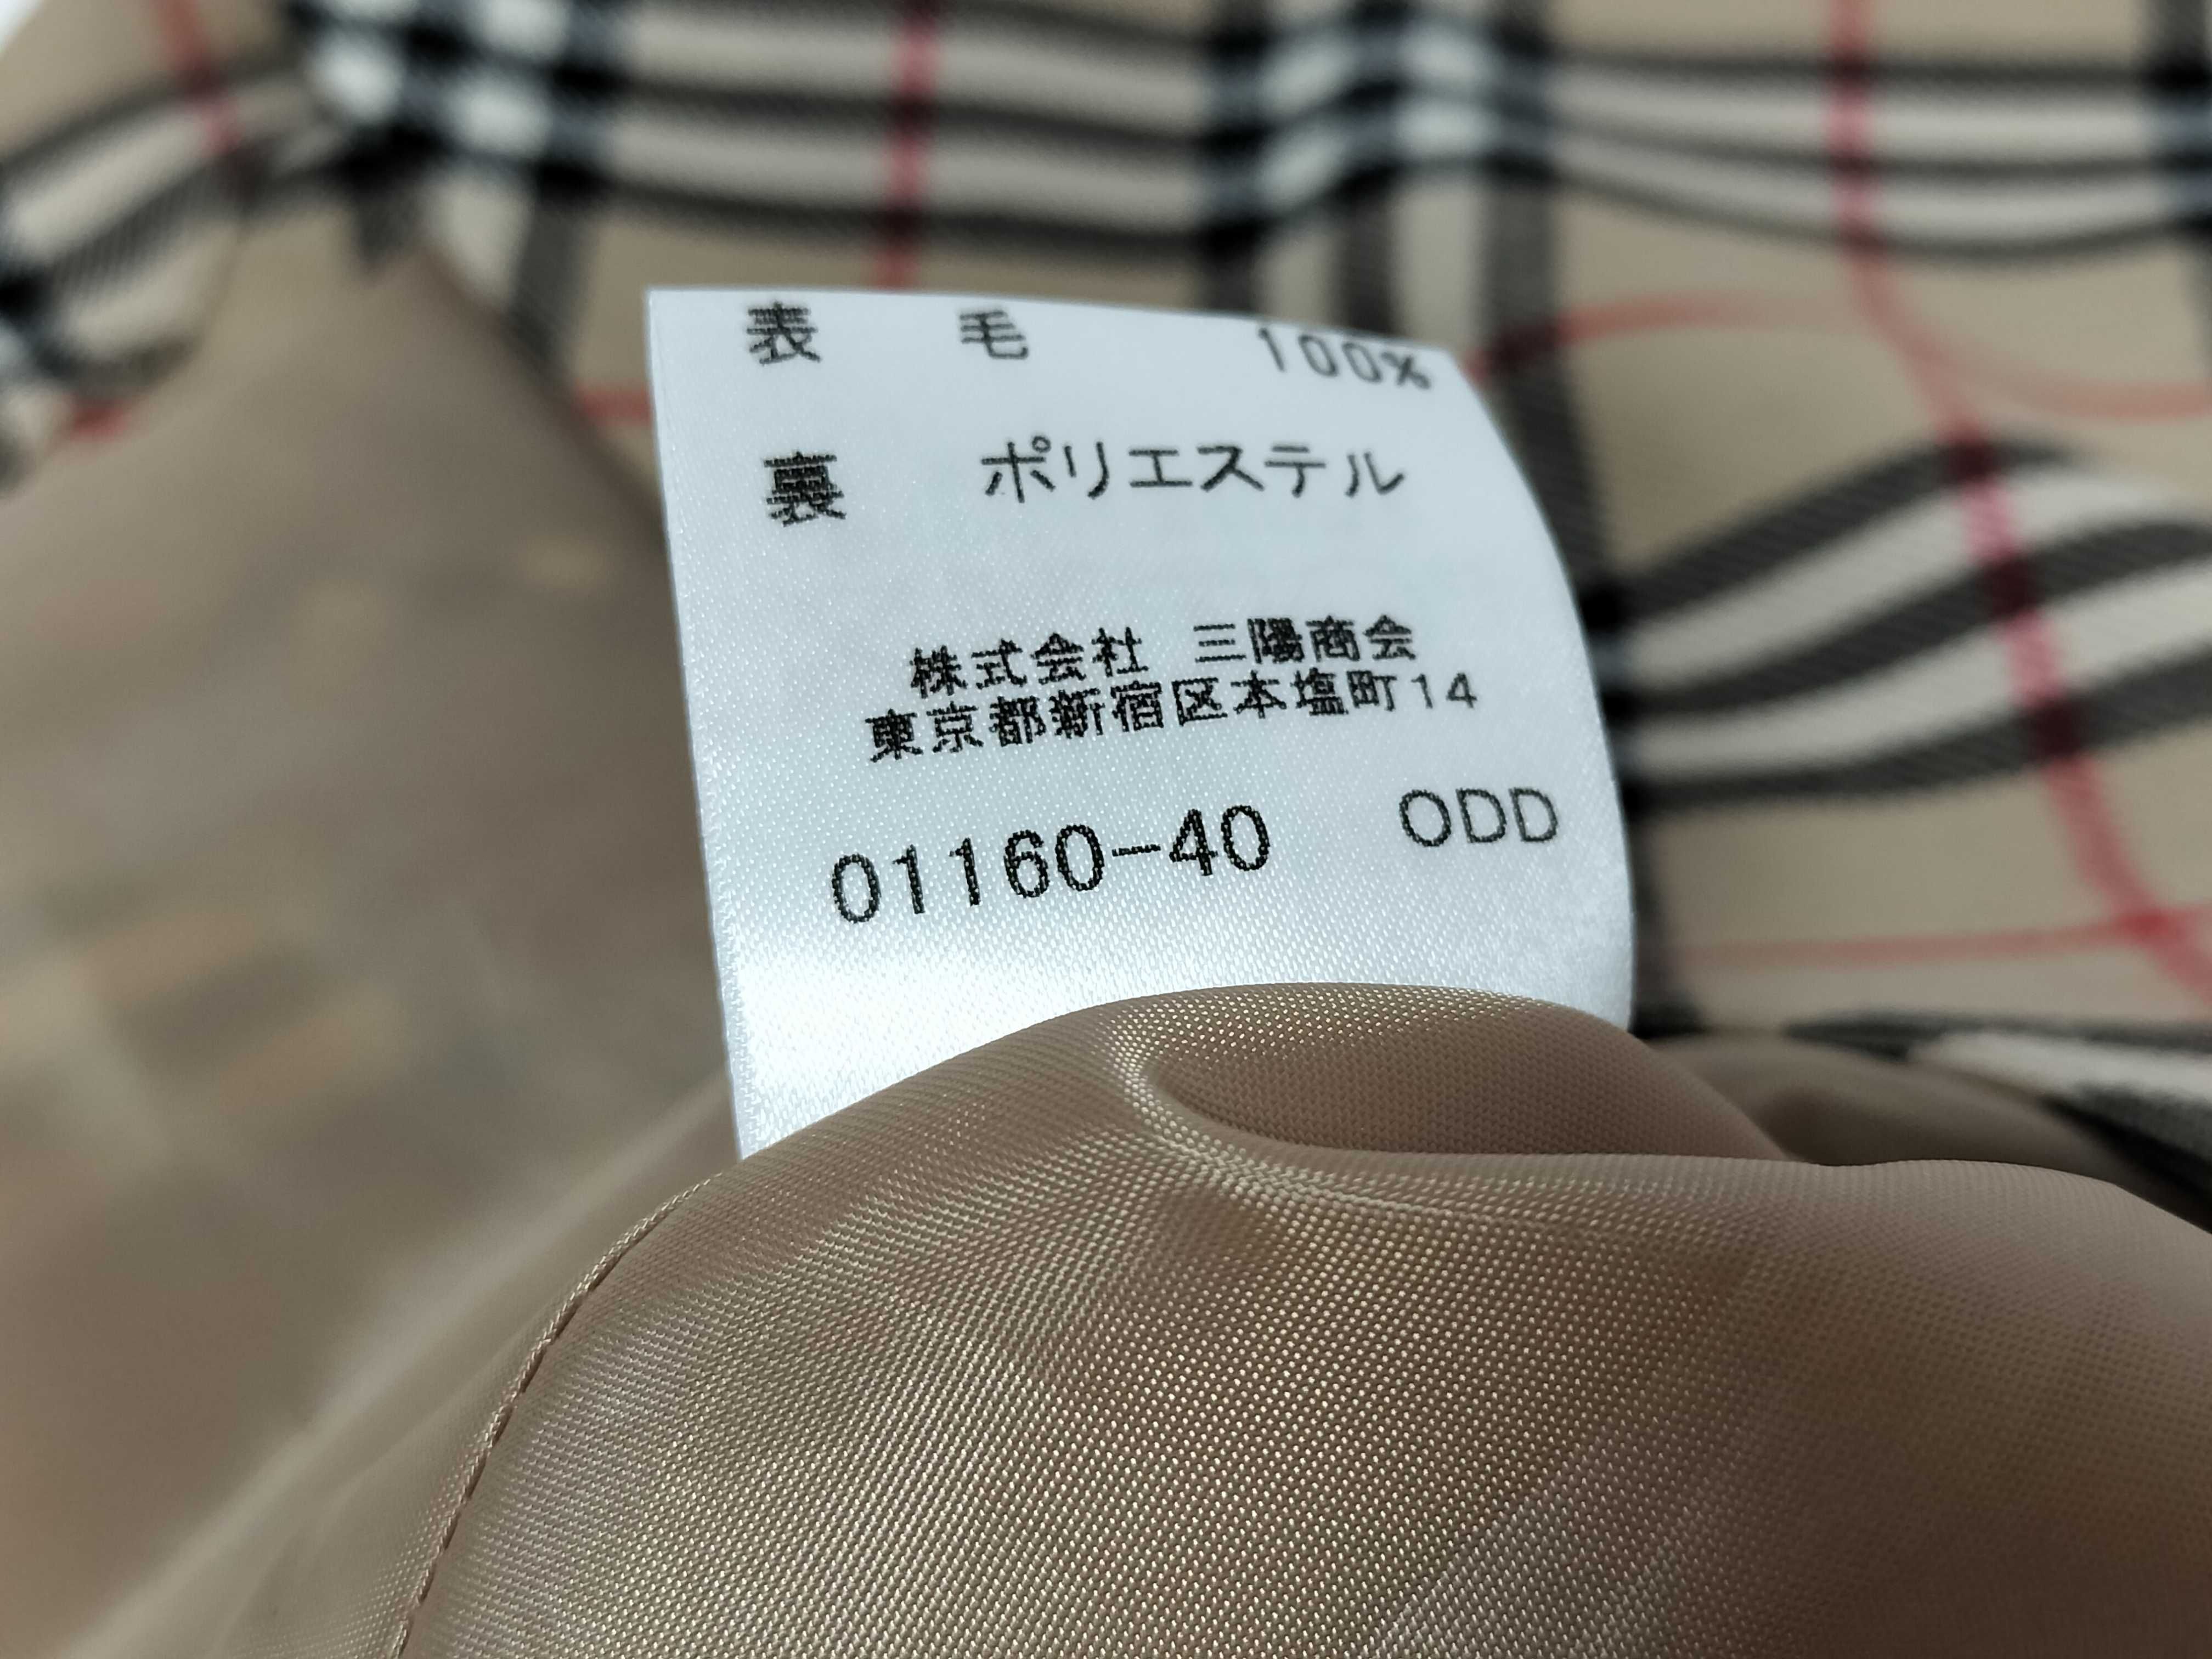 表 毛 100%
裏 ポリエステル
株式会社 三陽商会
東京都新宿区本塩町14
01160-40 ODD